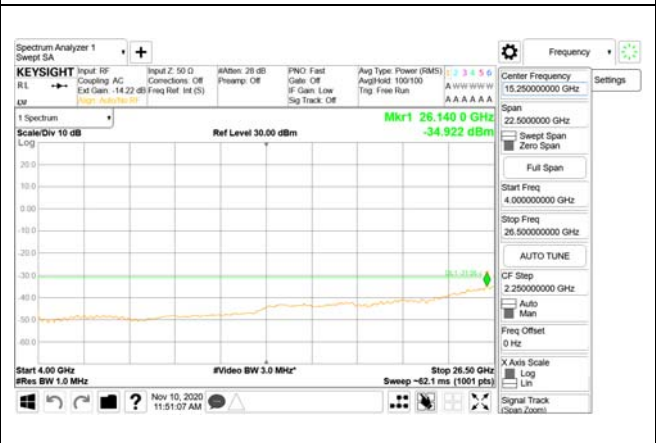 Spectrum Analyzer 1
Swept SA
+
Frequency
KEYSIGHT
Input: RF
Coupling: AC
Ext Gain: -14.22 dB
Align: Auto/No RF
Input Z: 50 Ω
Corrections: Off
Freq Ref: Int (S)
#Atten: 28 dB
Preamp: Off
PNO: Fast
Gate: Off
IF Gain: Low
Sig Track: Off
Avg Type: Power (RMS)
Avg|Hold: 100/100
Trig: Free Run
1 2 3 4 5 6
A W W W W W
A A A A A A
RL
1 Spectrum
Mkr1 26.140 0 GHz
-34.922 dBm
Scale/Div 10 dB
Ref Level 30.00 dBm
Log
20.0
10.0
0.00
-10.0
-20.0
-30.0
-40.0
-50.0
-60.0
Start 4.00 GHz
#Video BW 3.0 MHz*
Stop 26.50 GHz
#Res BW 1.0 MHz
Sweep ~62.1 ms (1001 pts)
Nov 10, 2020
11:51:07 AM
?
Center Frequency
15.250000000 GHz
Settings
Span
22.5000000 GHz
Swept Span
Zero Span
Full Span
Start Freq
4.000000000 GHz
Stop Freq
26.500000000 GHz
AUTO TUNE
CF Step
2.250000000 GHz
Auto
Man
Freq Offset
0 Hz
X Axis Scale
Log
Lin
Signal Track
(Span Zoom)